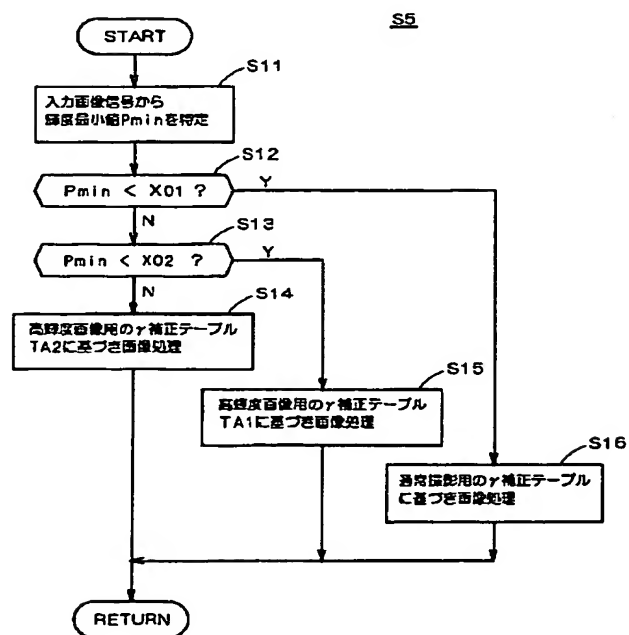 S5
START
S11
入力画像信号から
輝度最小値Pminを特定
S12
Pmin < X01 ?
Y
N
S13
Pmin < X02 ?
Y
N
S14
高輝度画像用のγ補正テーブル
TA2に基づき画像処理
S15
高輝度画像用のγ補正テーブル
TA1に基づき画像処理
S16
通常撮影用のγ補正テーブル
に基づき画像処理
RETURN